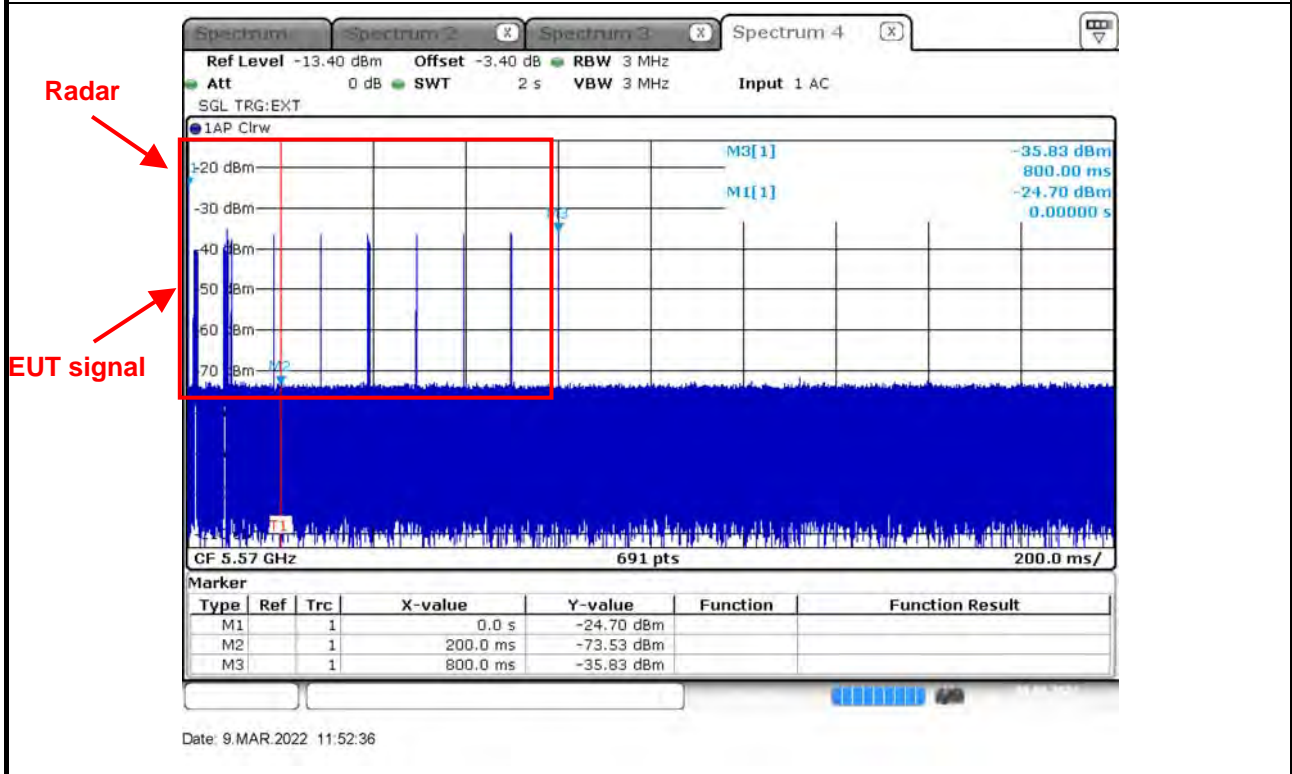 Spectrum Spectrum 2 X Spectrum 3 X Spectrum 4 X
Ref Level -13.40 dBm Offset -3.40 dB RBW 3 MHz
Att 0 dB SWT 2 s VBW 3 MHz Input 1 AC
SGL TRG:EXT
1AP Clrw
Radar
EUT signal
M3[1] -35.83 dBm
800.00 ms
M1[1] -24.70 dBm
0.00000 s
-20 dBm
-30 dBm
M3
-40 dBm
-50 dBm
-60 dBm
-70 dBm
M2
T1
CF 5.57 GHz 691 pts 200.0 ms/
Marker
Type Ref Trc X-value Y-value Function Function Result
M1 1 0.0 s -24.70 dBm
M2 1 200.0 ms -73.53 dBm
M3 1 800.0 ms -35.83 dBm
Date: 9.MAR.2022 11:52:36